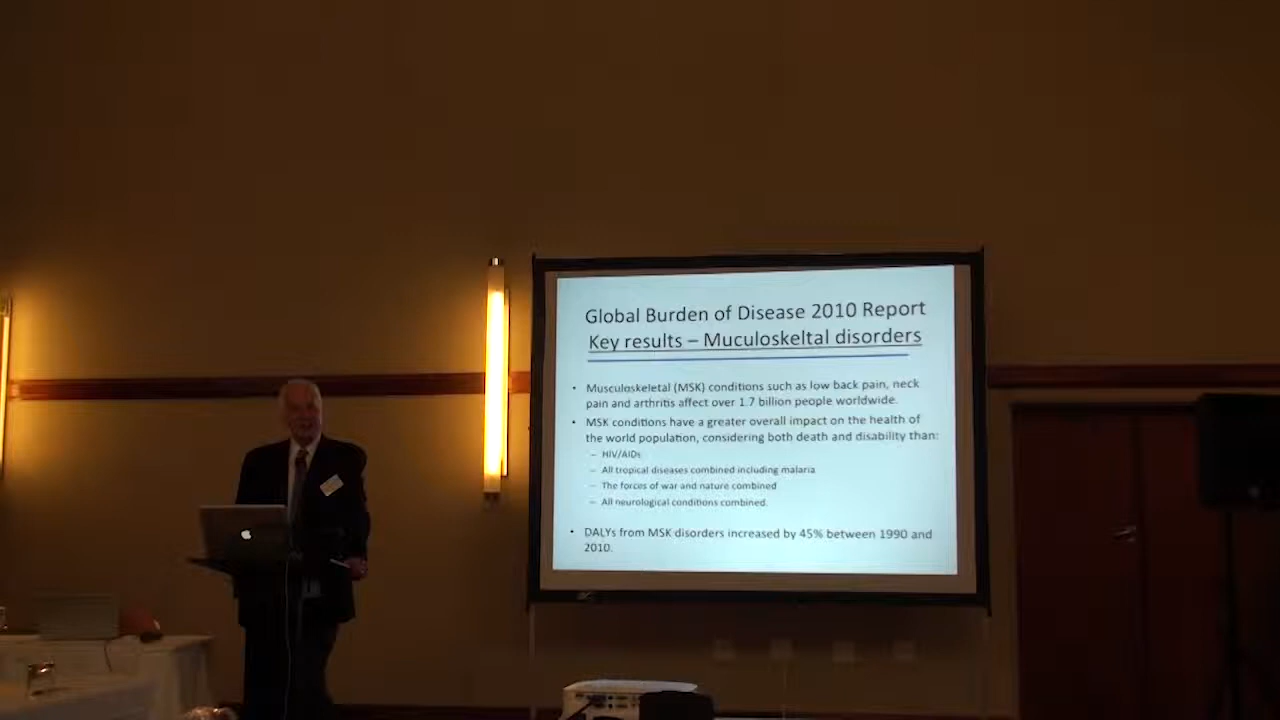 Global Burden of Disease 2010 Report
Key results – Muculoskeltal disorders
• Musculoskeletal (MSK) conditions such as low back pain, neck
pain and arthritis affect over 1.7 billion people worldwide.
• MSK conditions have a greater overall impact on the health of
the world population, considering both death and disability than:
– HIV/AIDs
– All tropical diseases combined including malaria
– The forces of war and nature combined
– All neurological conditions combined.
• DALYs from MSK disorders increased by 45% between 1990 and
2010.